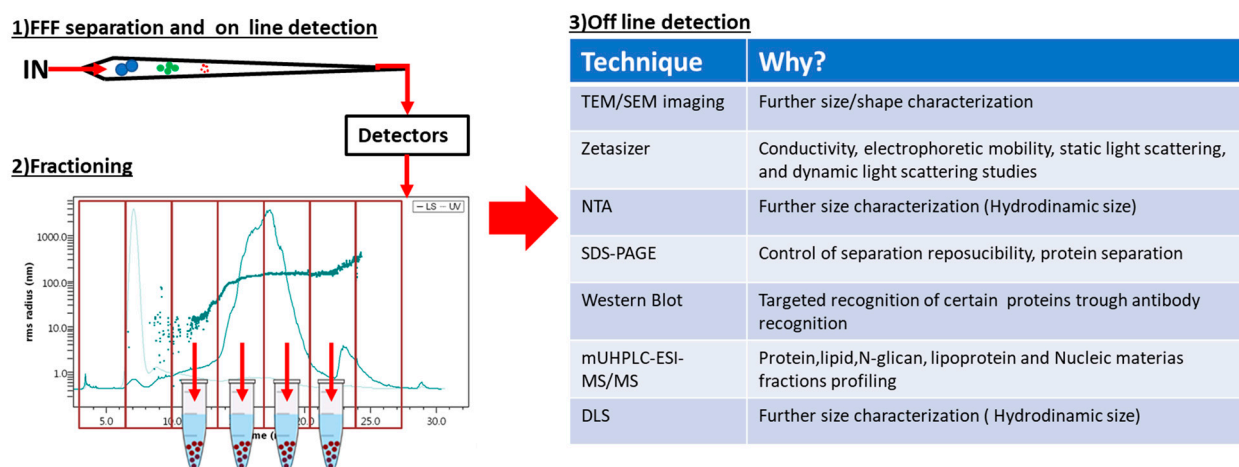 1)FFF separation and on line detection
IN
Detectors
2)Fractioning
LS UV
rms radius (nm)
1000.0
100.0
10.0
1.0
5.0
10.0
20.0
25.0
30.0
3)Off line detection
Technique Why?
TEM/SEM imaging Further size/shape characterization
Zetasizer Conductivity, electrophoretic mobility, static light scattering,
and dynamic light scattering studies
NTA Further size characterization (Hydrodinamic size)
SDS-PAGE Control of separation reposucibility, protein separation
Western Blot Targeted recognition of certain proteins trough antibody
recognition
mUHPLC-ESI-
MS/MS
Protein,lipid,N-glican, lipoprotein and Nucleic materias
fractions profiling
DLS Further size characterization ( Hydrodinamic size)